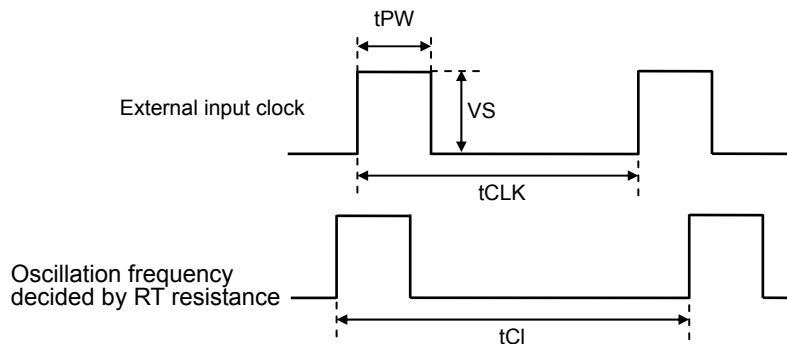 tPW
External input clock
VS
tCLK
Oscillation frequency
decided by RT resistance
tCl